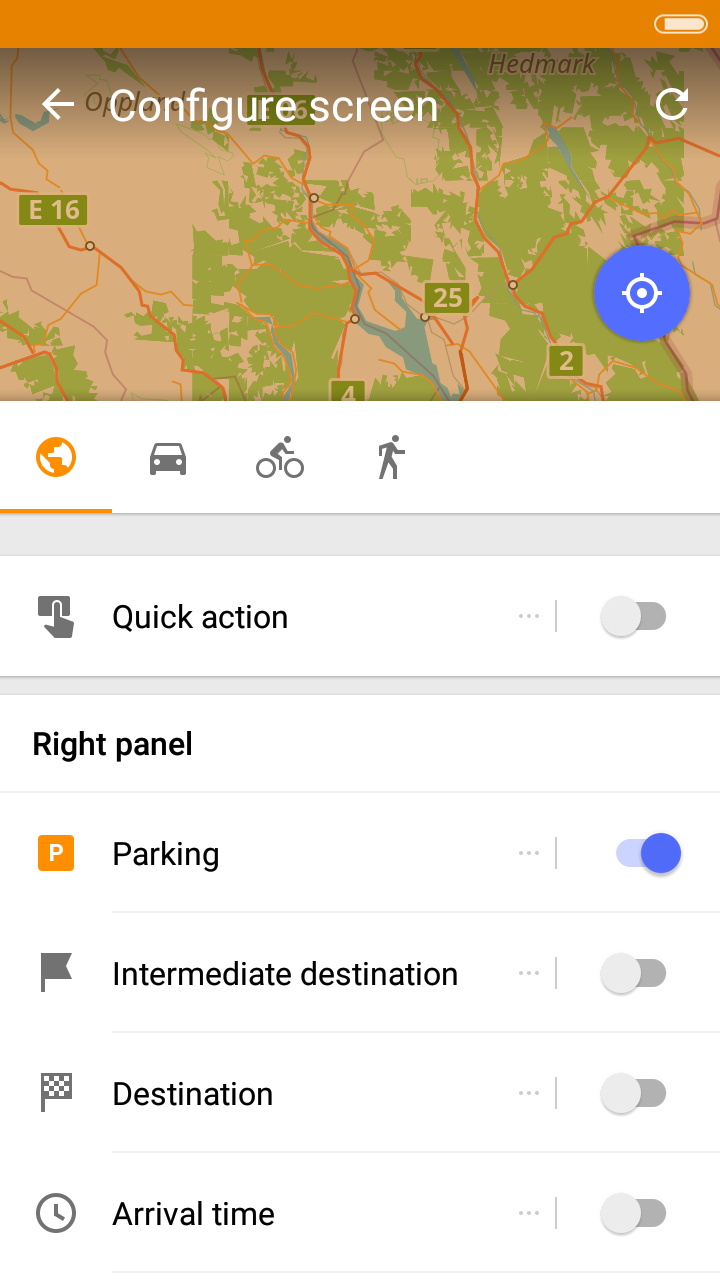 Hedmark
Configure screen
E 16
25
2
4
Quick action
Right panel
P
Parking
Intermediate destination
Destination
Arrival time